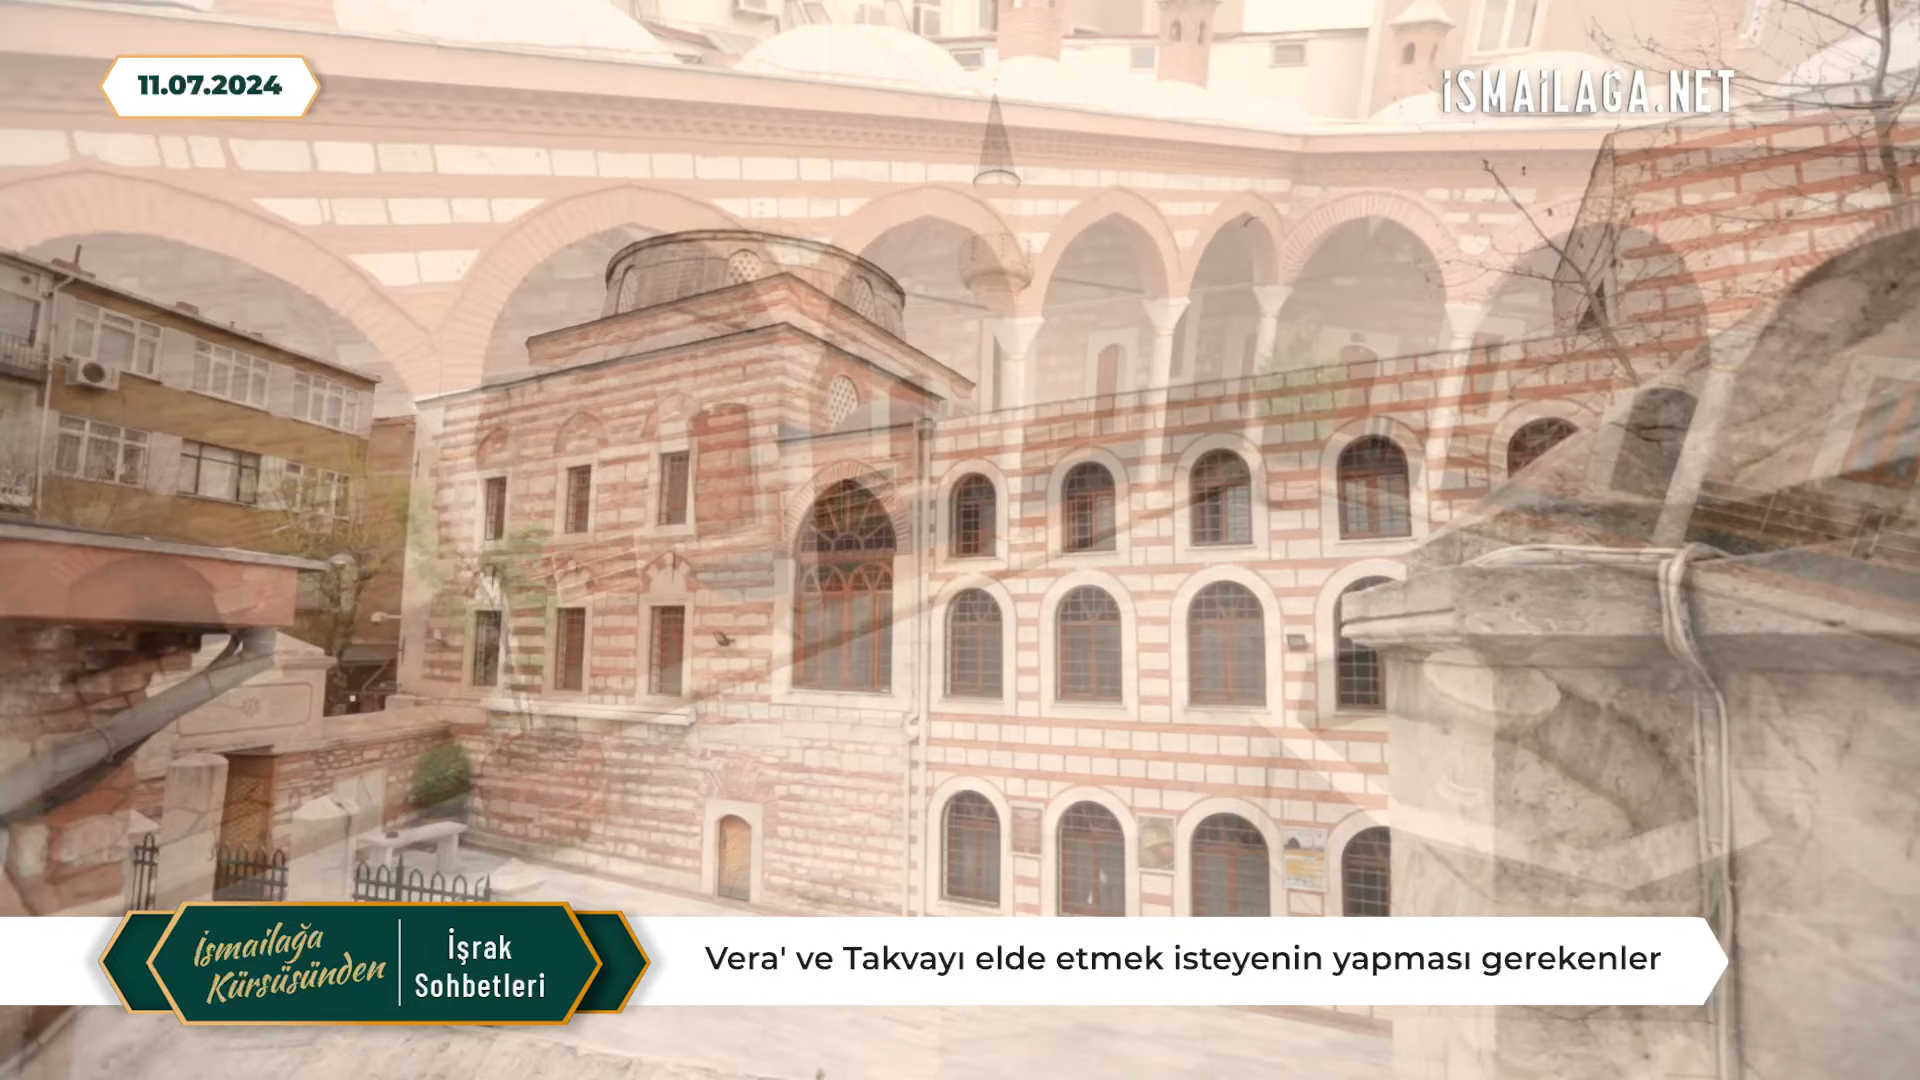 11.07.2024
İSMAİLAĞA.NET
İsmailağa
Kürsüsünden
İşrak
Sohbetleri
Vera' ve Takvayı elde etmek isteyenin yapması gerekenler